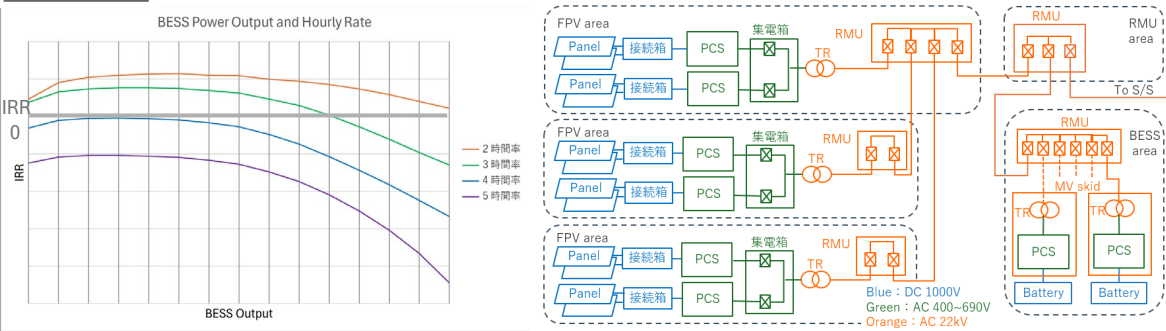 BESS Power Output and Hourly Rate
IRR
0
IRR
2 時間率
3 時間率
4 時間率
5 時間率
BESS Output
FPV area
Panel
接続箱
PCS
集電箱
TR
RMU
Panel
接続箱
PCS
FPV area
Panel
接続箱
PCS
集電箱
TR
RMU
Panel
接続箱
PCS
FPV area
Panel
接続箱
PCS
集電箱
TR
RMU
Panel
接続箱
PCS
Blue：DC 1000V
Green：AC 400~690V
Orange：AC 22kV
RMU
RMU
area
To S/S
RMU
BESS
area
MV skid
TR
TR
PCS
PCS
Battery
Battery